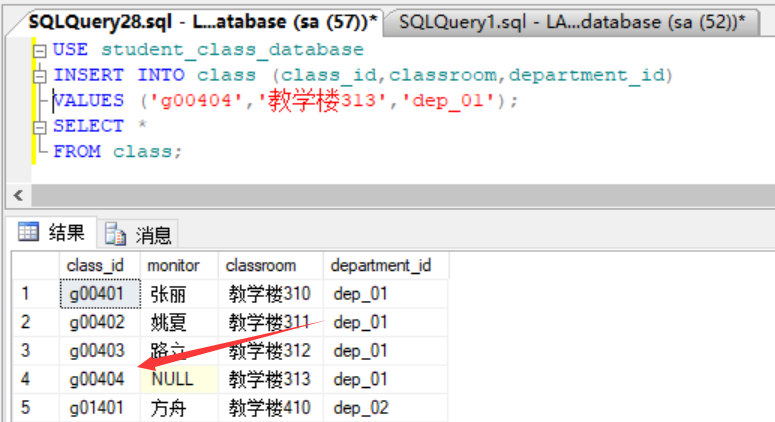 SQLQuery28.sql - L...atabase (sa (57))* SQLQuery1.sql - LA...database (sa (52))*
USE student_class_database
INSERT INTO class (class_id,classroom,department_id)
VALUES ('g00404','教学楼313','dep_01');
SELECT *
FROM class;
结果 消息
class_id monitor classroom department_id
1 g00401 张丽 教学楼310 dep_01
2 g00402 姚夏 教学楼311 dep_01
3 g00403 路立 教学楼312 dep_01
4 g00404 NULL 教学楼313 dep_01
5 g01401 方舟 教学楼410 dep_02